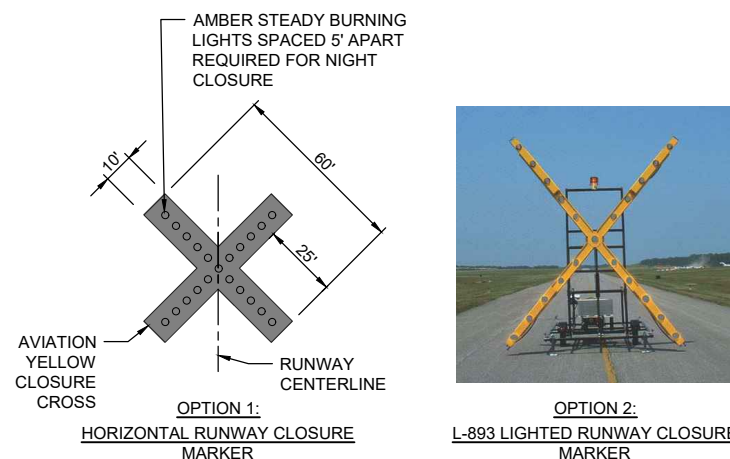 AMBER STEADY BURNING
LIGHTS SPACED 5' APART
REQUIRED FOR NIGHT
CLOSURE
10'
60'
25'
AVIATION
YELLOW
CLOSURE
CROSS
RUNWAY
CENTERLINE
OPTION 1:
HORIZONTAL RUNWAY CLOSURE
MARKER
OPTION 2:
L-893 LIGHTED RUNWAY CLOSURE
MARKER